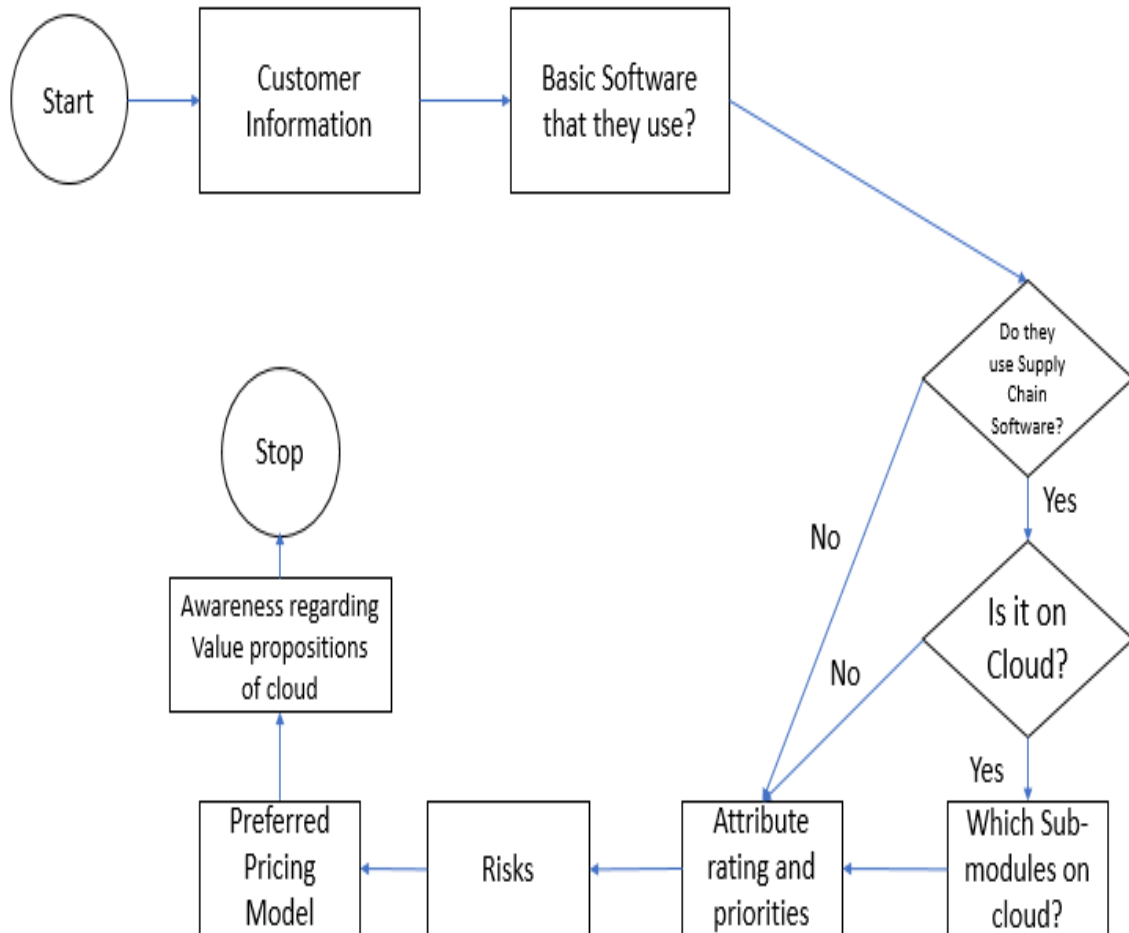 Start
Customer
Information
Basic Software
that they use?
Do they
use Supply
Chain
Software?
Yes
No
Is it on
Cloud?
No
Yes
Which Sub-
modules on
cloud?
Attribute
rating and
priorities
Risks
Preferred
Pricing
Model
Awareness regarding
Value propositions
of cloud
Stop